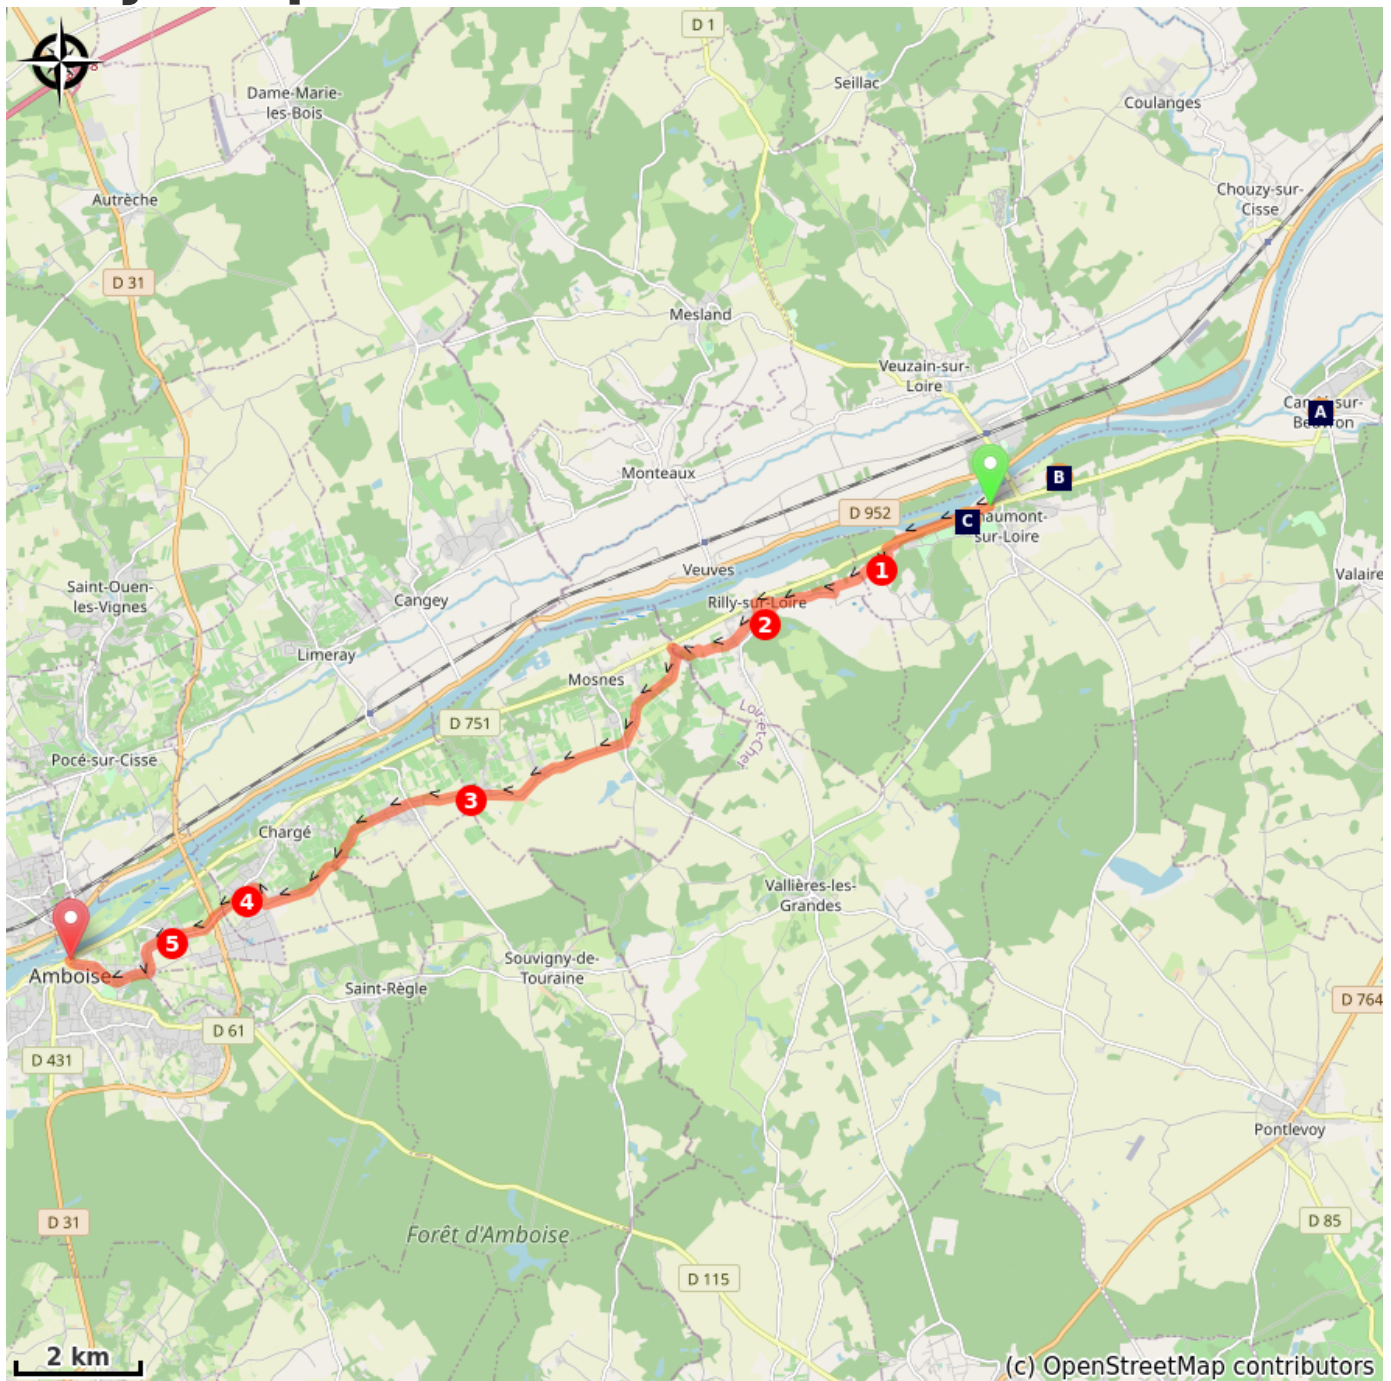 D 1
Seillac
Dame-Marie-
les-Bois
Coulanges
Autrèche
Chouzy-sur-
Cisse
D 31
Mesland
Veuzain-sur-
Loire
A
Monteaux
B
D 952
C
sur-Loire
Veuves
1
Saint-Ouen-
les-Vignes
Cangey
Rilly-sur-Loire
2
Valaire
Limeray
Mosnes
Loir-et-Cher
D 751
Pocé-sur-Cisse
3
Chargé
Vallières-les-
Grandes
4
5
Amboise
Souvigny-de-
Touraine
Saint-Règle
D 764
D 61
D 431
Pontlevoy
D 31
Forêt d'Amboise
D 85
D 115
2 km
(c) OpenStreetMap contributors